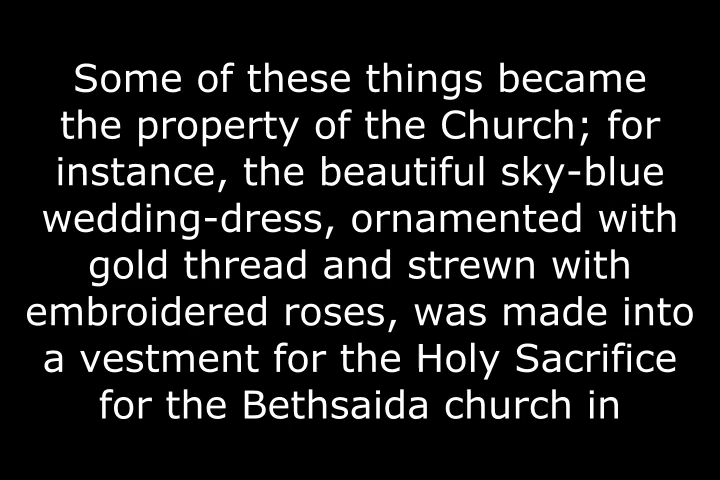 Some of these things became
the property of the Church; for
instance, the beautiful sky-blue
wedding-dress, ornamented with
gold thread and strewn with
embroidered roses, was made into
a vestment for the Holy Sacrifice
for the Bethsaida church in